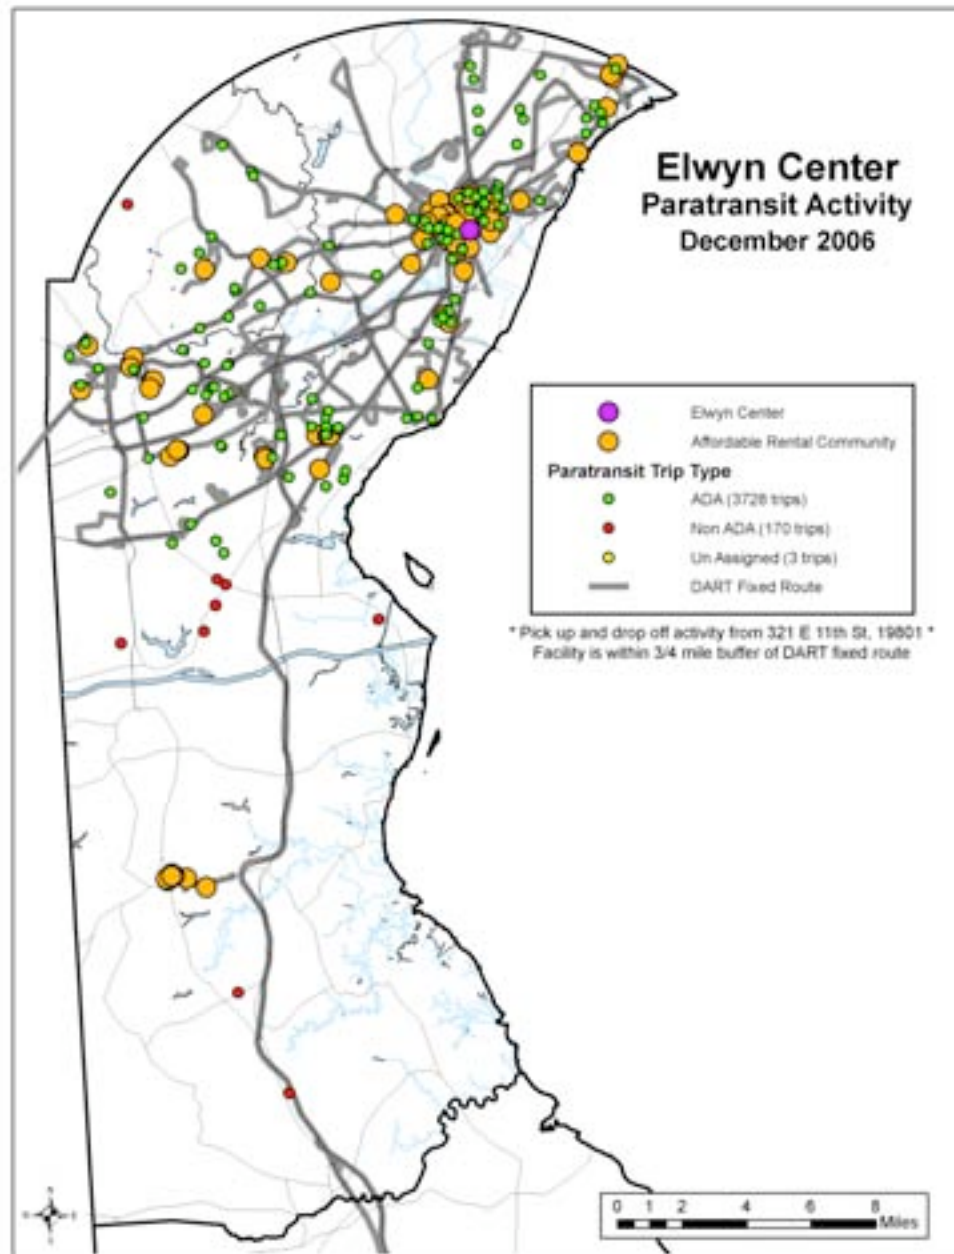 Elwyn Center
Paratransit Activity
December 2006
Elwyn Center
Affordable Rental Community
Paratransit Trip Type
ADA (3728 trips)
Non ADA (170 trips)
Un Assigned (3 trips)
DART Fixed Route
* Pick up and drop off activity from 321 E 11th St, 19801 *
Facility is within 3/4 mile buffer of DART fixed route
0 1 2 4 6 8
Miles